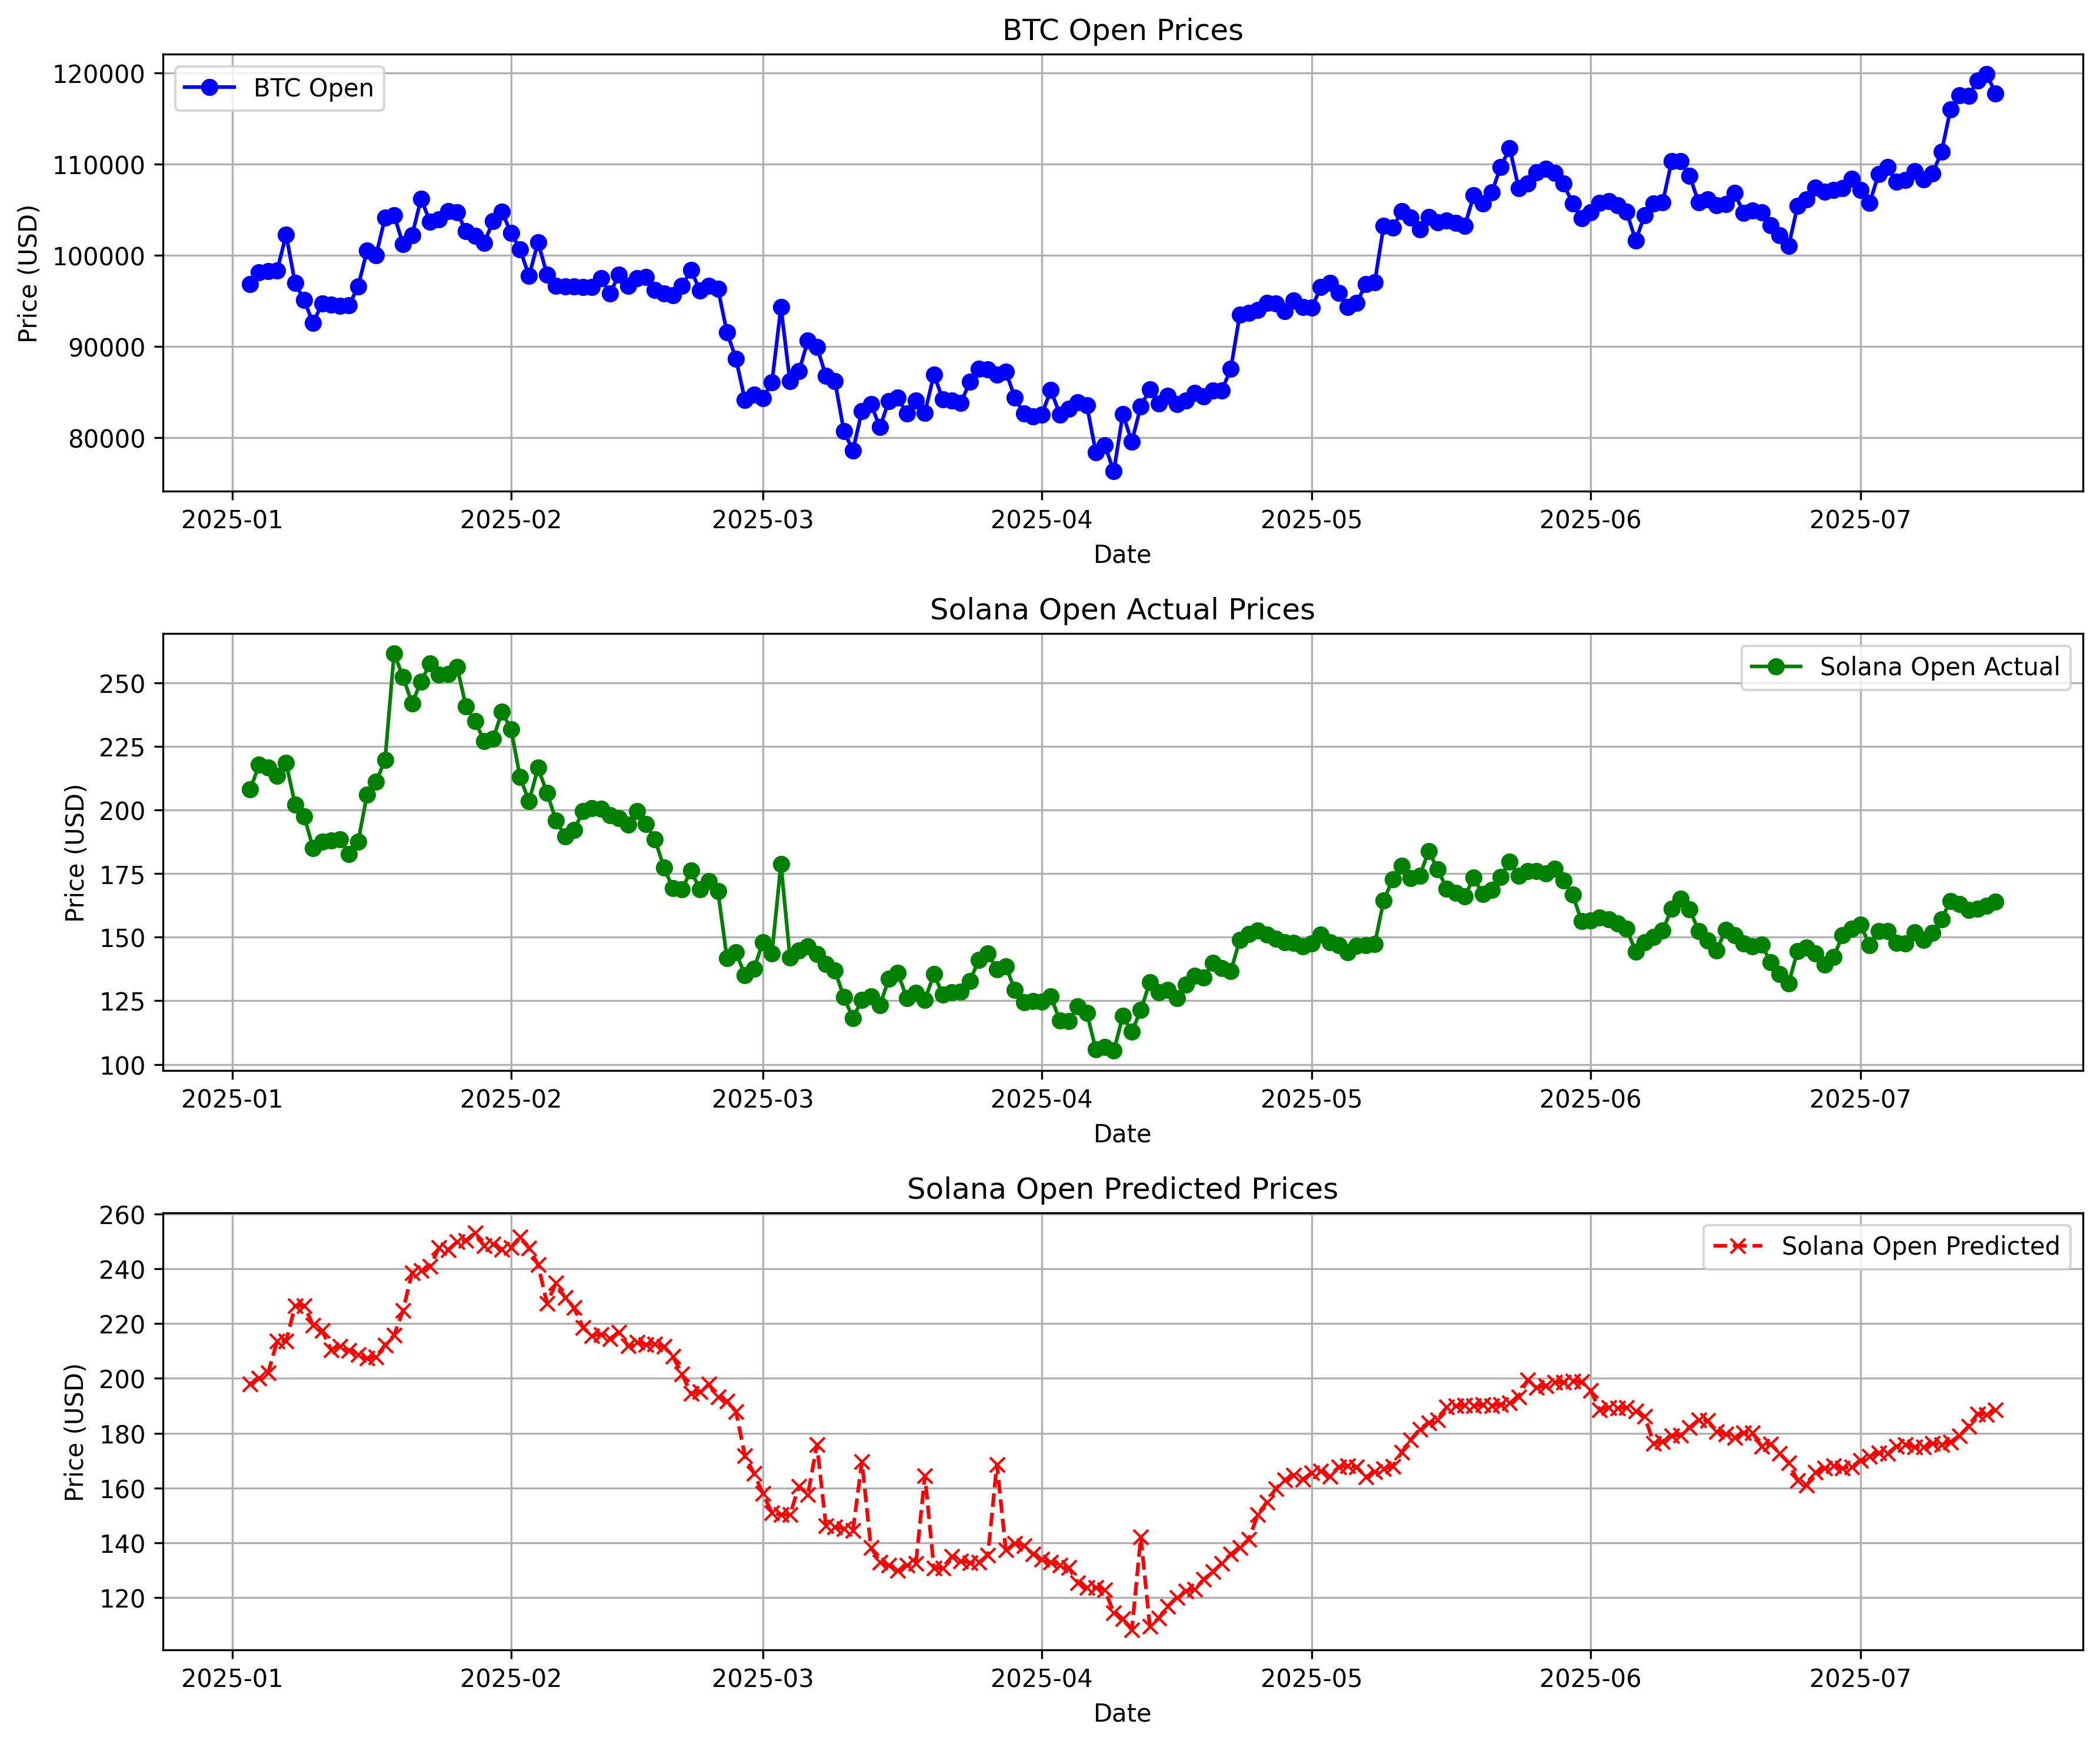 BTC Open Prices
BTC Open
120000
110000
100000
90000
80000
Price (USD)
2025-01 2025-02 2025-03 2025-04 2025-05 2025-06 2025-07
Date
Solana Open Actual Prices
Solana Open Actual
250
225
200
175
150
125
100
Price (USD)
2025-01 2025-02 2025-03 2025-04 2025-05 2025-06 2025-07
Date
Solana Open Predicted Prices
Solana Open Predicted
260
240
220
200
180
160
140
120
Price (USD)
2025-01 2025-02 2025-03 2025-04 2025-05 2025-06 2025-07
Date